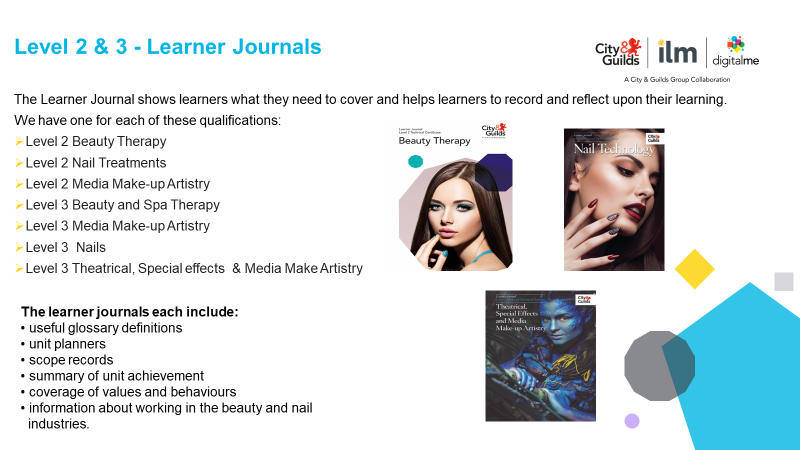 Level 2 & 3 - Learner Journals
City&
Guilds
ilm
digitalme
A City & Guilds Group Collaboration
The Learner Journal shows learners what they need to cover and helps learners to record and reflect upon their learning.
We have one for each of these qualifications:
➢Level 2 Beauty Therapy
➢Level 2 Nail Treatments
➢Level 2 Media Make-up Artistry
➢Level 3 Beauty and Spa Therapy
➢Level 3 Media Make-up Artistry
➢Level 3  Nails
➢Level 3 Theatrical, Special effects  & Media Make Artistry
Learner Journal
Level 2 Technical Certificate
Beauty Therapy
City&
Guilds
Nail Technology
City&
Guilds
Theatrical,
Special Effects
and Media
Make-up Artistry
City&
Guilds
The learner journals each include:
• useful glossary definitions
• unit planners
• scope records
• summary of unit achievement
• coverage of values and behaviours
• information about working in the beauty and nail
industries.